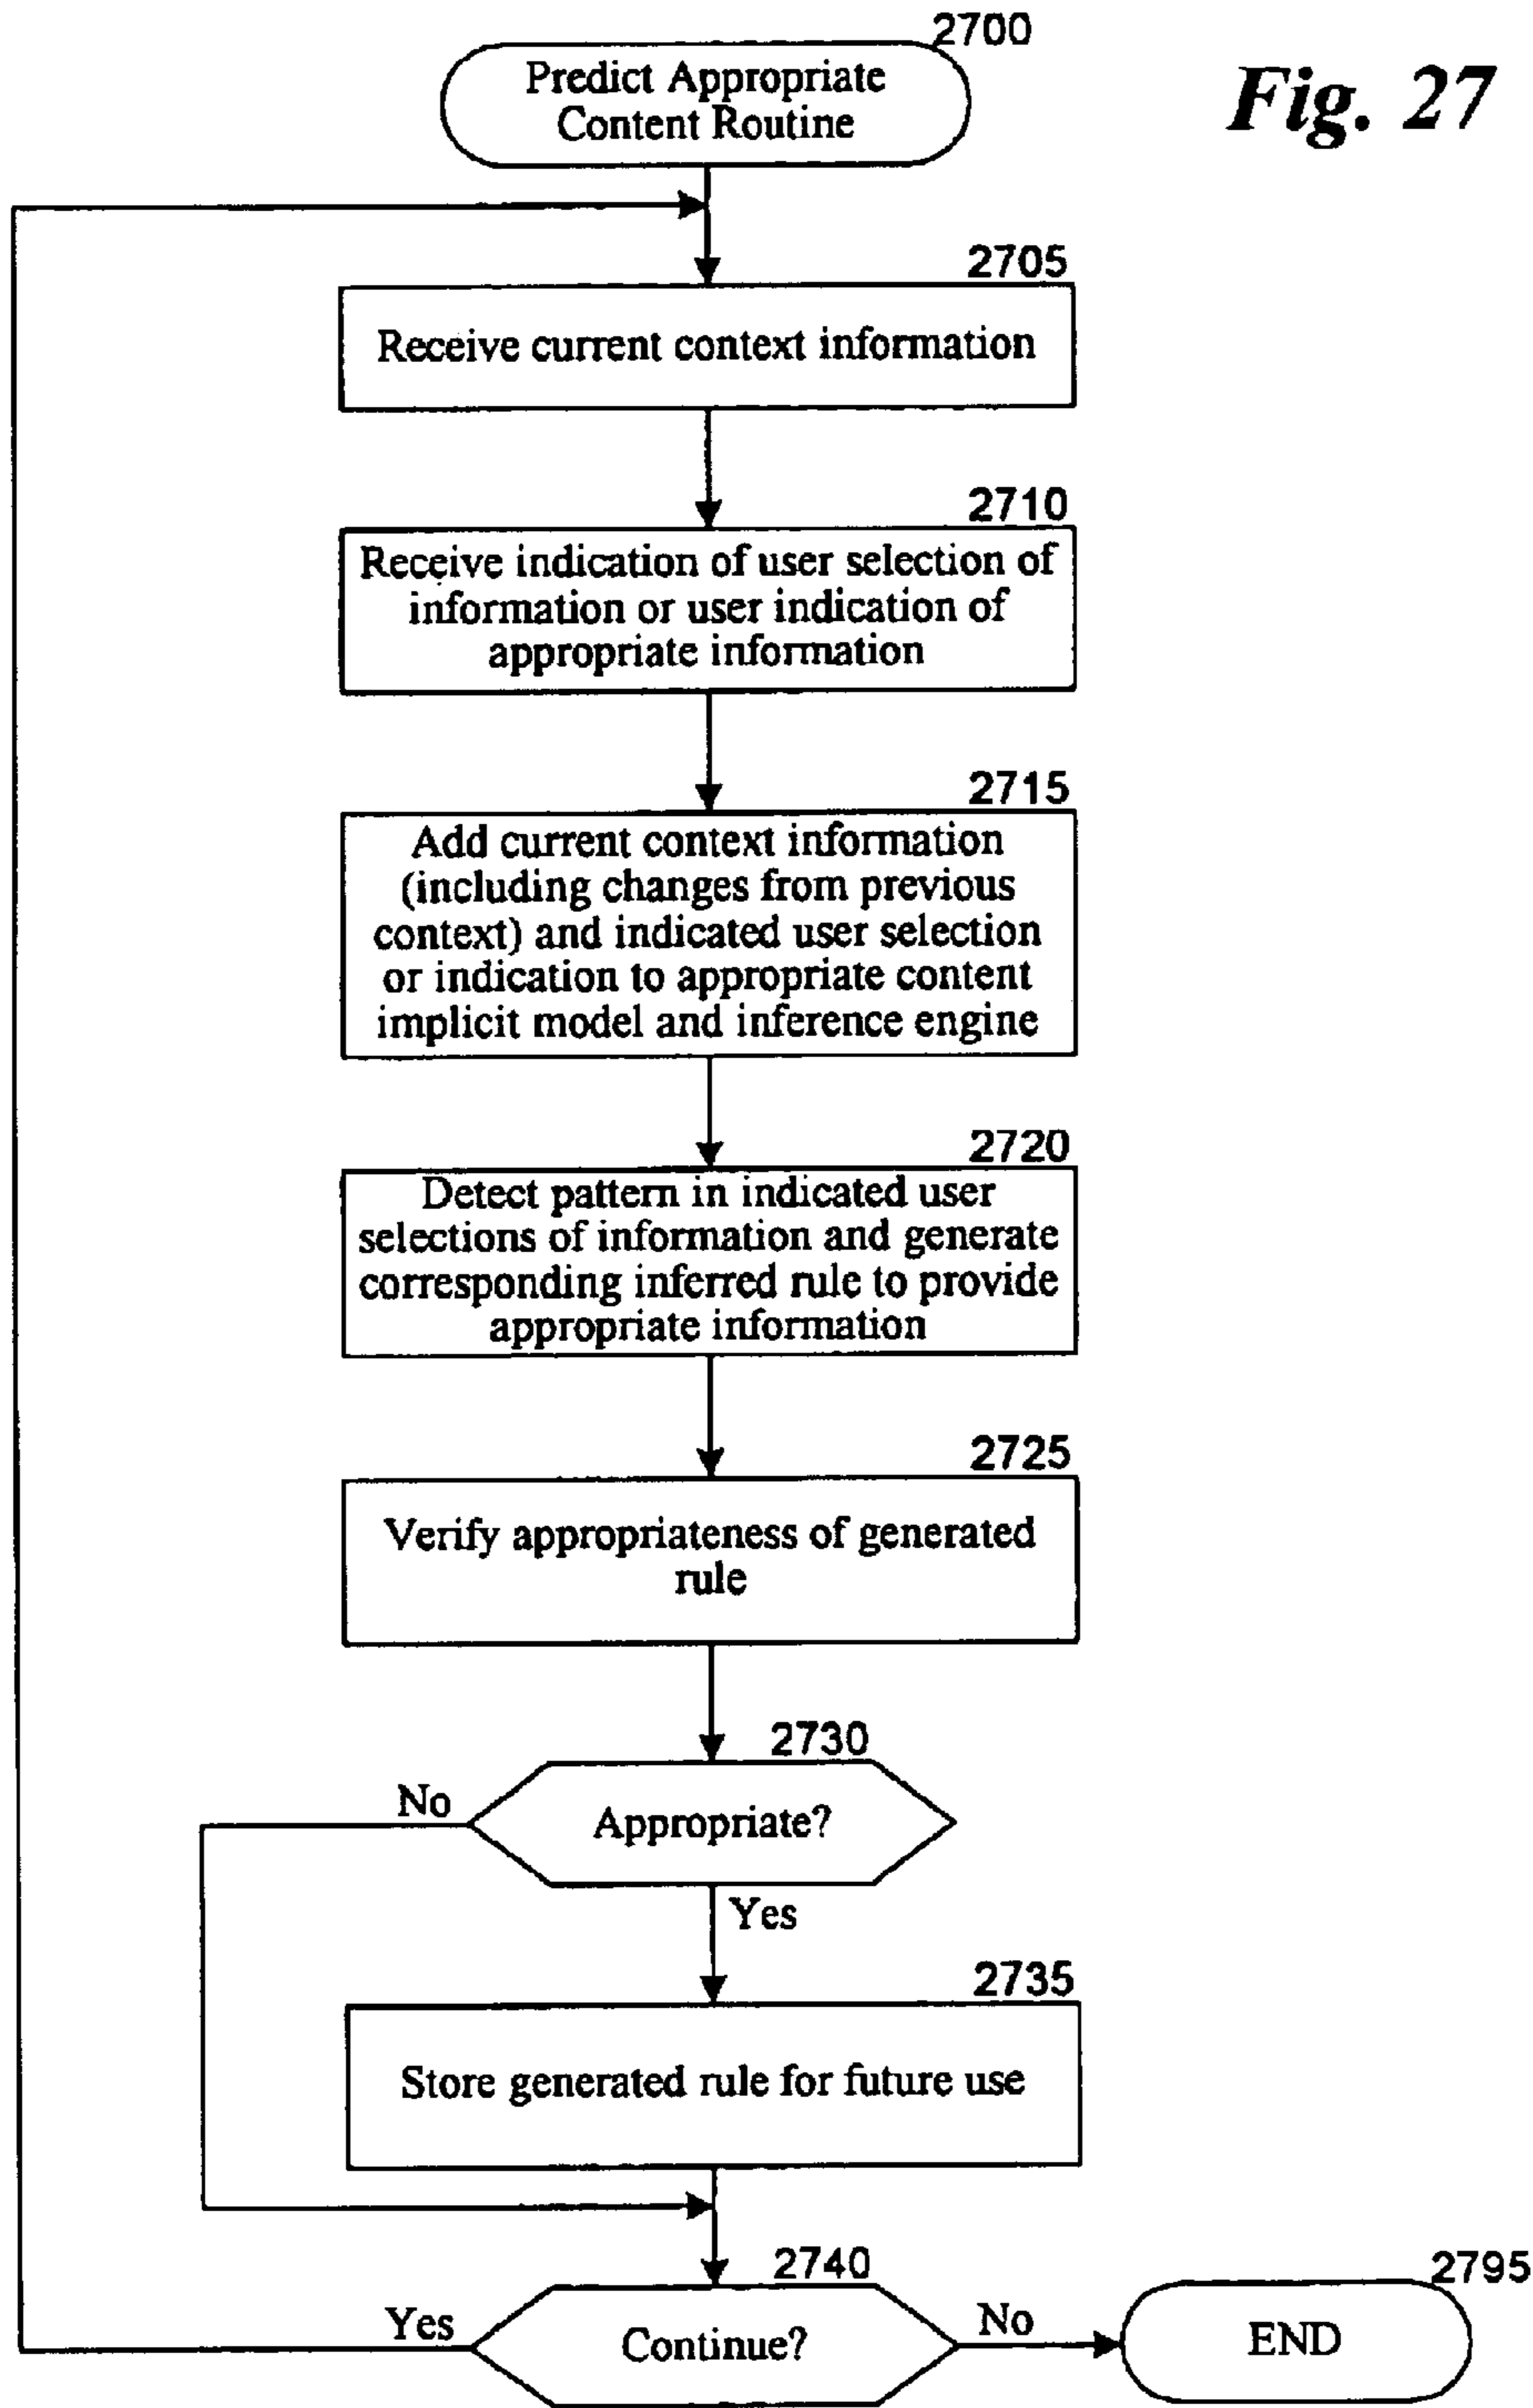 2700
Predict Appropriate
Content Routine
Fig. 27
2705
Receive current context information
2710
Receive indication of user selection of
information or user indication of
appropriate information
2715
Add current context information
(including changes from previous
context) and indicated user selection
or indication to appropriate content
implicit model and inference engine
2720
Detect pattern in indicated user
selections of information and generate
corresponding inferred rule to provide
appropriate information
2725
Verify appropriateness of generated
rule
2730
No
Appropriate?
Yes
2735
Store generated rule for future use
2740
Yes
Continue?
No
2795
END